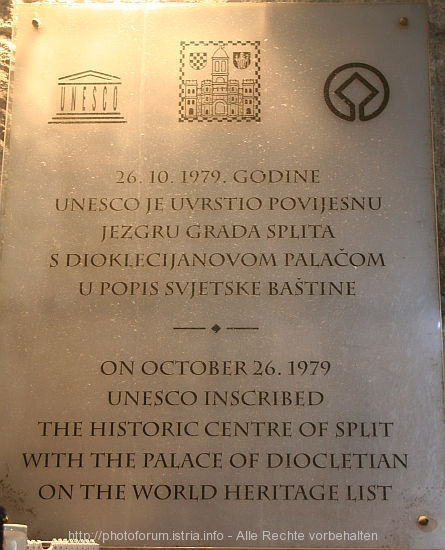 UNESCO
26. 10. 1979. GODINE
UNESCO JE UVRSTIO POVIJESNU
JEZGRU GRADA SPLITA
S DIOKLECIJANOVOM PALAČOM
U POPIS SVJETSKE BAŠTINE
ON OCTOBER 26. 1979
UNESCO INSCRIBED
THE HISTORIC CENTRE OF SPLIT
WITH THE PALACE OF DIOCLETIAN
ON THE WORLD HERITAGE LIST
http://photoforum.istria.info - Alle Rechte vorbehalten